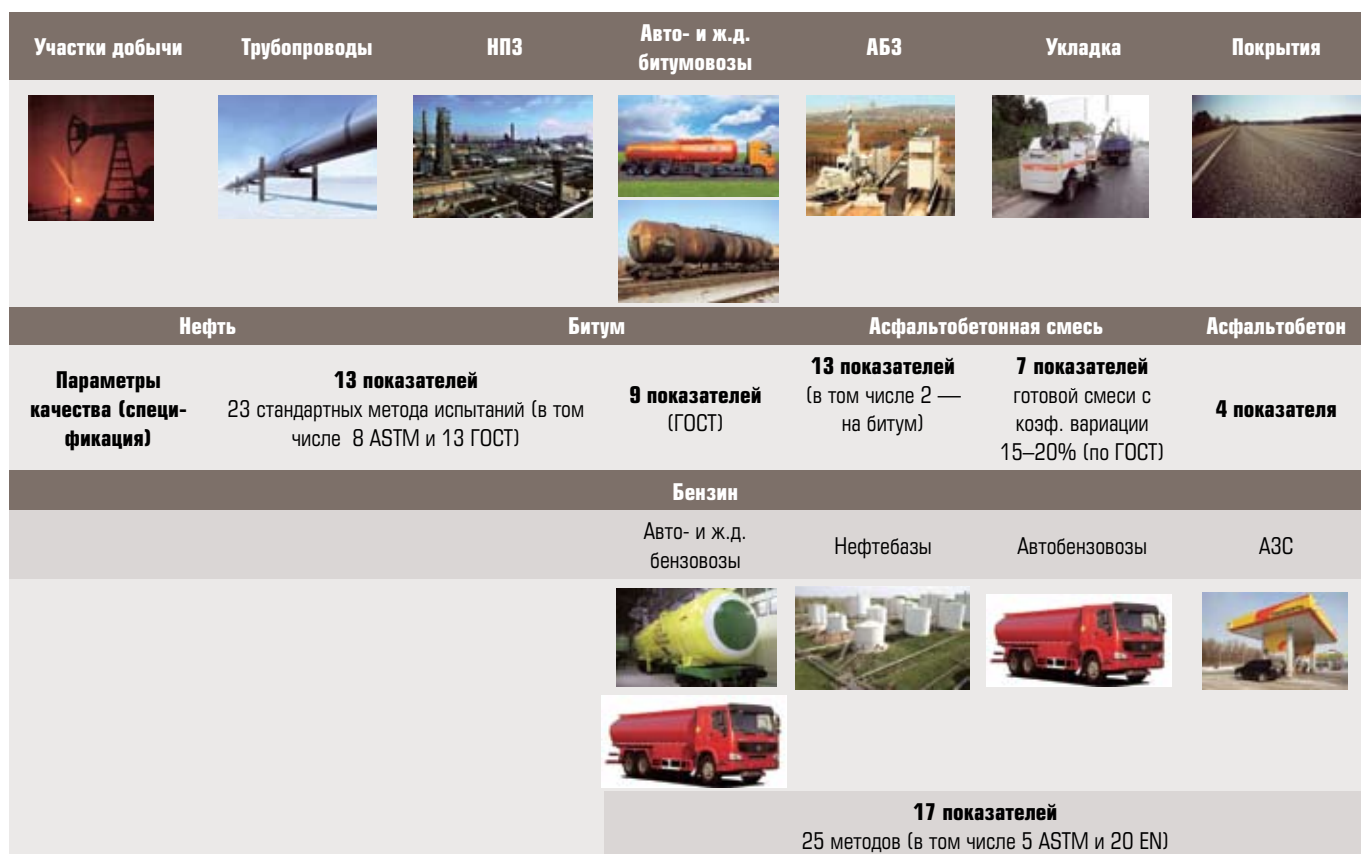 Участки добычи
Трубопроводы
НПЗ
Авто- и ж.д.
битумовозы
АБЗ
Укладка
Покрытия
Нефть
Битум
Асфальтобетонная смесь
Асфальтобетон
Параметры
качества (специ-
фикация)
13 показателей
23 стандартных метода испытаний (в том
числе 8 ASTM и 13 ГОСТ)
9 показателей
(ГОСТ)
13 показателей
(в том числе 2 —
на битум)
7 показателей
готовой смеси с
коэф. вариации
15–20% (по ГОСТ)
4 показателя
Бензин
Авто- и ж.д.
бензовозы
Нефтебазы
Автобензовозы
АЗС
17 показателей
25 методов (в том числе 5 ASTM и 20 EN)